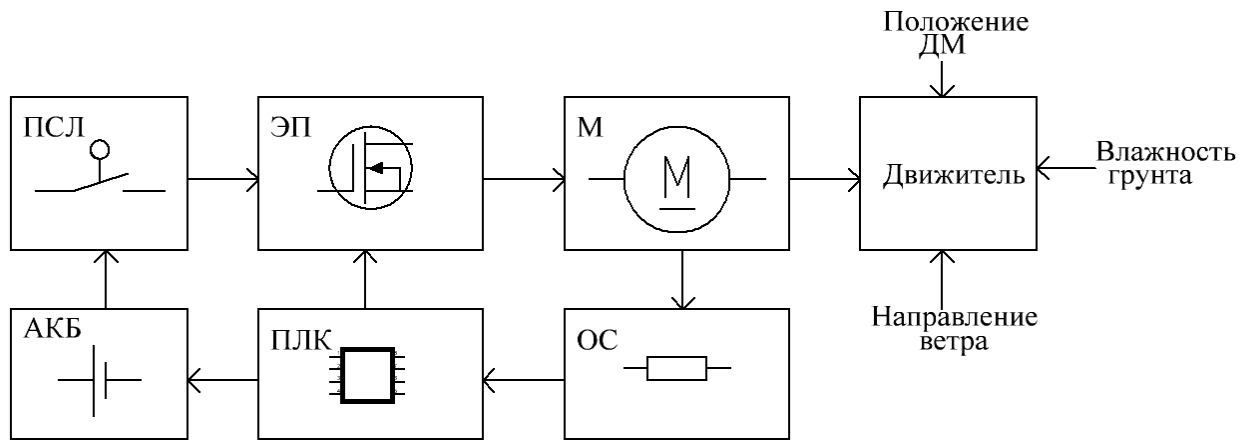 Положение
ДМ
ПСЛ
ЭП
М
М
Движитель
Влажность
грунта
АКБ
ПЛК
ОС
Направление
ветра